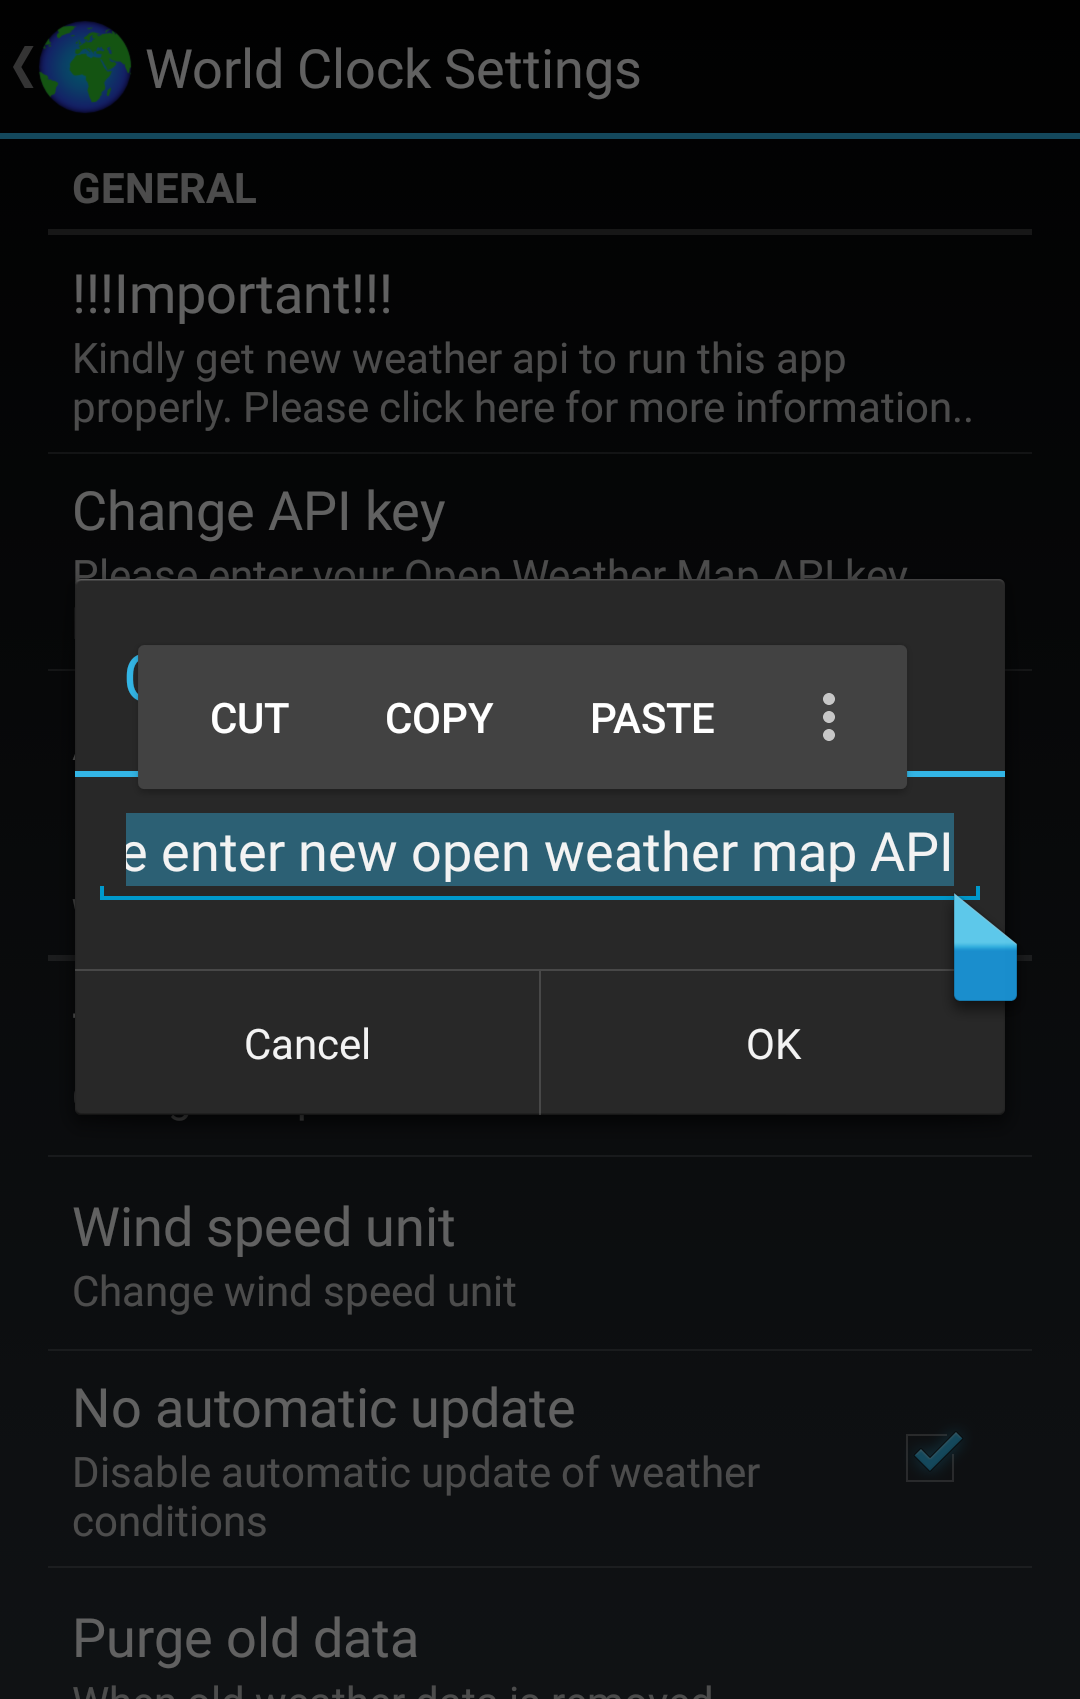 World Clock Settings
GENERAL
!!!Important!!!
Kindly get new weather api to run this app
properly. Please click here for more information..
Change API key
Please enter your Open Weather Map API key
CUT COPY PASTE
e enter new open weather map API
Cancel OK
Wind speed unit
Change wind speed unit
No automatic update
Disable automatic update of weather
conditions
Purge old data
When old weather data is removed